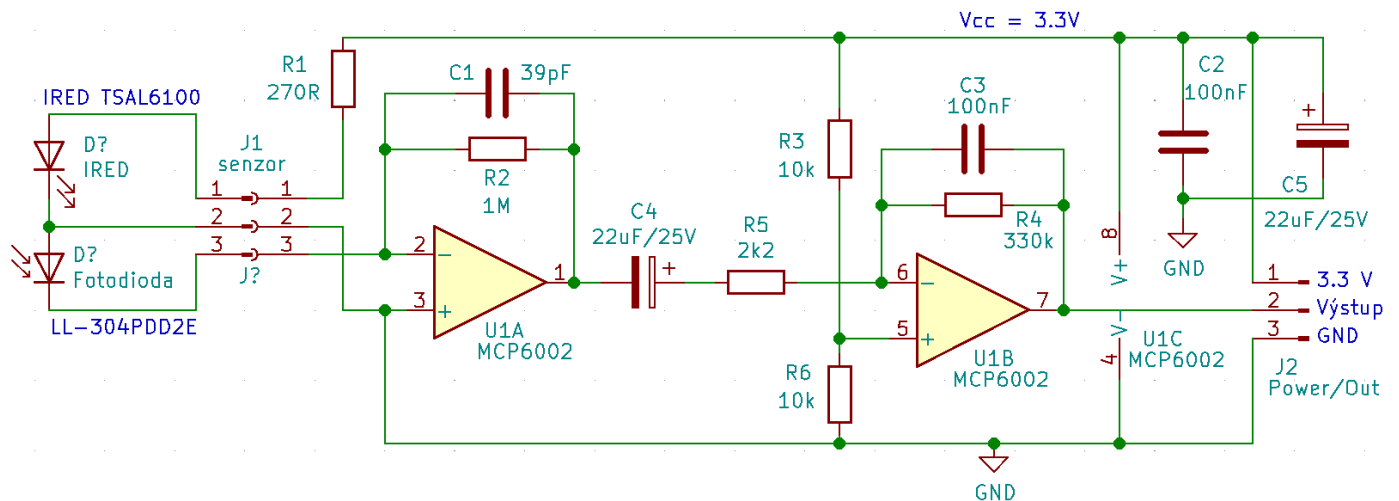 Vcc = 3.3V
R1
270R
C1
39pF
C2
100nF
C3
100nF
IRED TSAL6100
D?
IRED
J1
senzor
R2
1M
R3
10k
C5
22uF/25V
1
1
2
2
3
3
J?
D?
Fotodioda
LL-304PDD2E
C4
22uF/25V
R5
2k2
R4
330k
8
V+
GND
2
3
1
U1A
MCP6002
6
5
7
U1B
MCP6002
V-
4
U1C
MCP6002
1
3.3 V
2
Výstup
3
GND
J2
Power/Out
R6
10k
GND